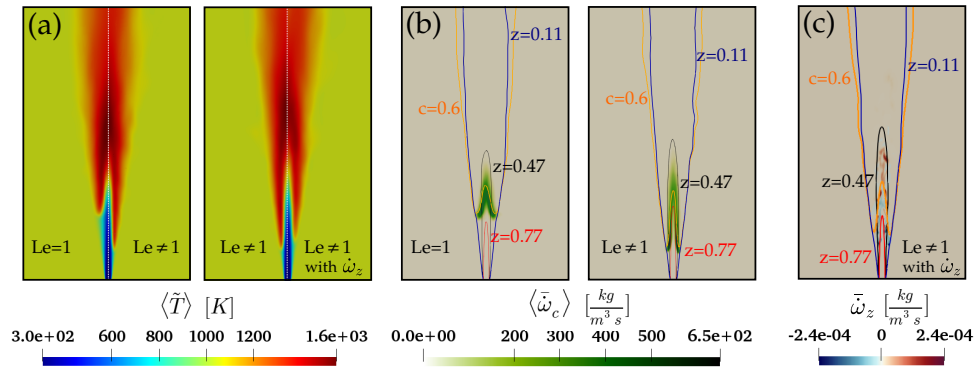 (a)
Le=1
Le ≠ 1
Le ≠ 1
Le ≠ 1
with ω̇_z
⟨T̃⟩ [K]
3.0e+02 600 800 1000 1200 1.6e+03
(b)
z=0.11
c=0.6
z=0.47
Le=1
z=0.77
z=0.11
c=0.6
z=0.47
Le ≠ 1
z=0.77
⟨ω̇̄_c⟩ [kg/m³ s]
0.0e+00 200 300 400 500 6.5e+02
(c)
z=0.11
c=0.6
z=0.47
z=0.77
Le ≠ 1
with ω̇_z
ω̇̄_z [kg/m³ s]
-2.4e-04 0 2.4e-04